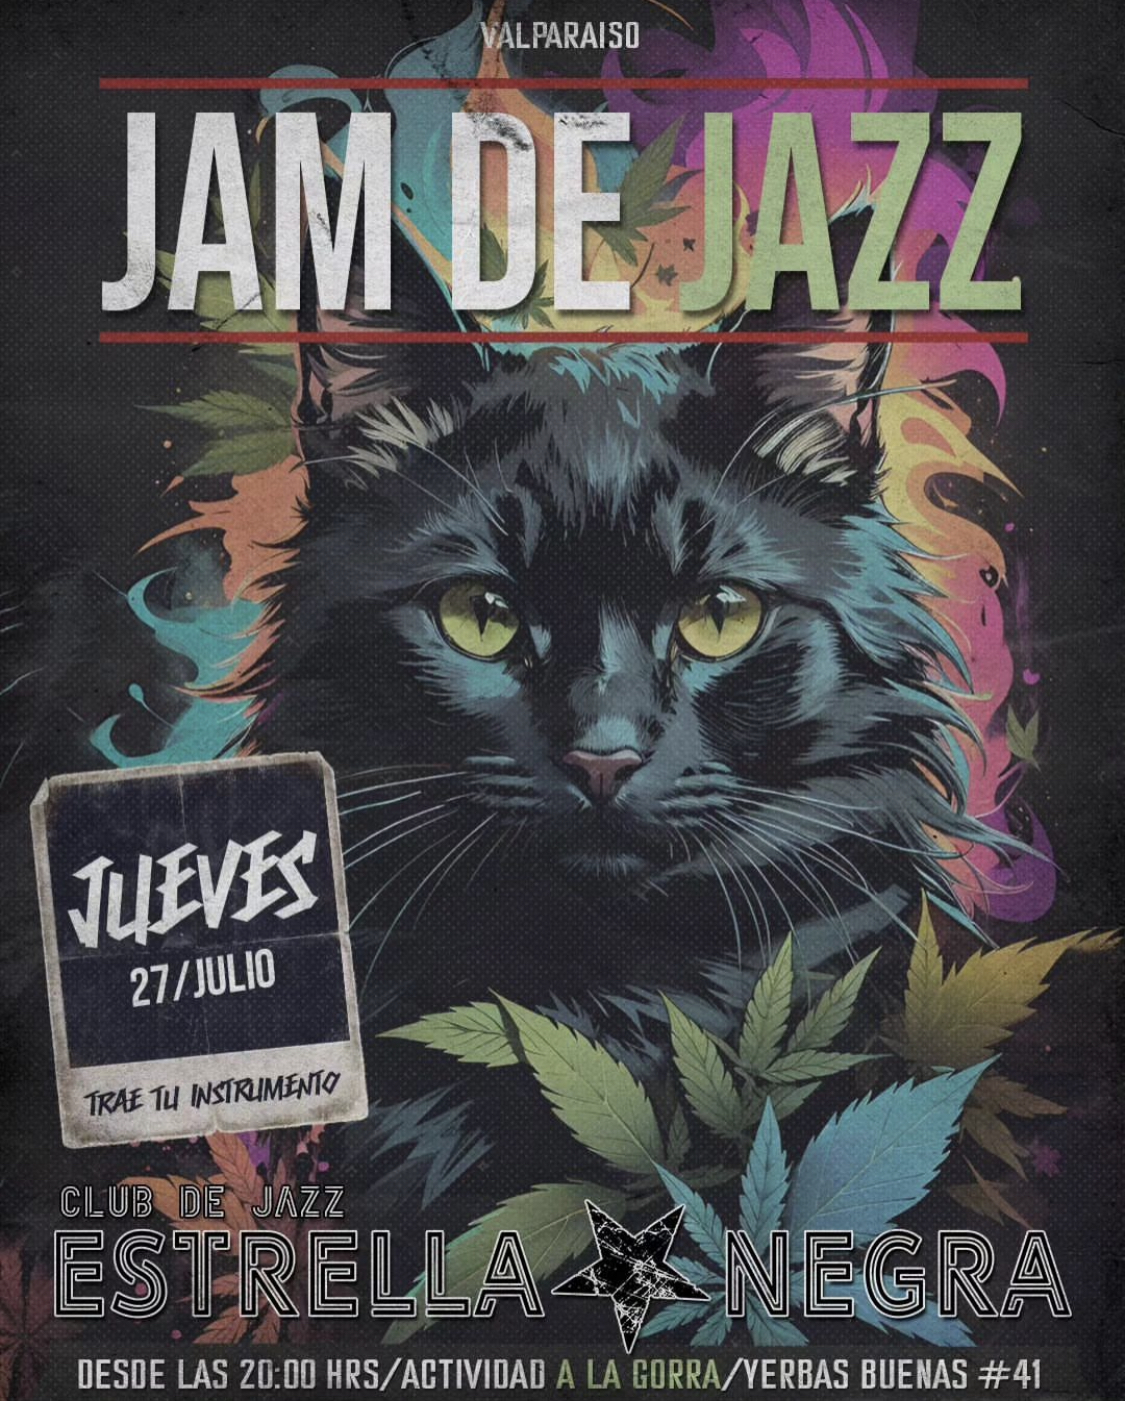 VALPARAISO
JAM DE JAZZ
JUEVES
27/JULIO
TRAE TU INSTRUMENTO
CLUB DE JAZZ
ESTRELLA NEGRA
DESDE LAS 20:00 HRS/ACTIVIDAD A LA GORRA/YERBAS BUENAS #41